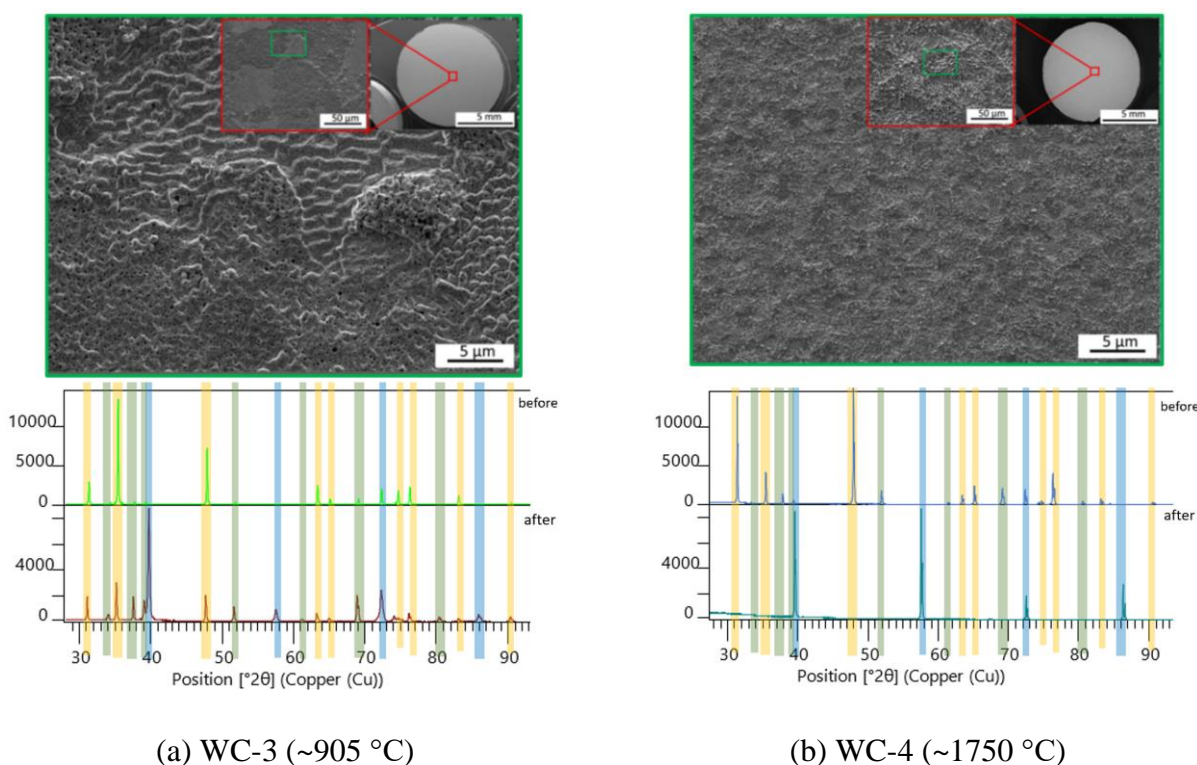 50 µm
5 mm
5 µm
before
10000
5000
0
after
4000
0
30 40 50 60 70 80 90
Position [°2θ] (Copper (Cu))
(a) WC-3 (~905 °C)
50 µm
5 mm
5 µm
before
10000
5000
0
after
4000
0
30 40 50 60 70 80 90
Position [°2θ] (Copper (Cu))
(b) WC-4 (~1750 °C)